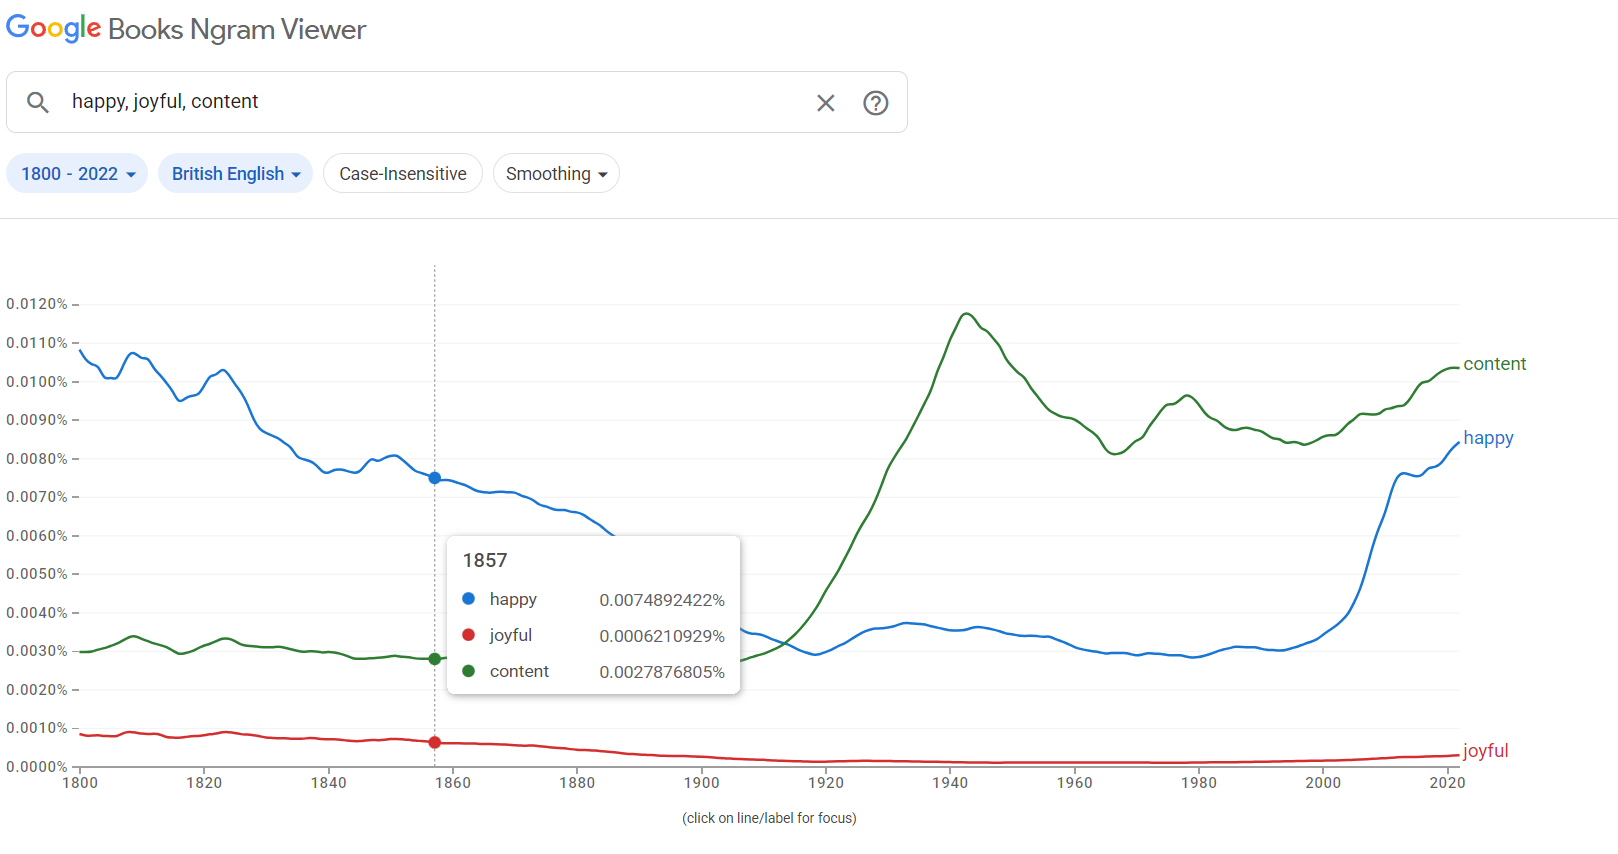 Google Books Ngram Viewer
happy, joyful, content
1800 - 2022 British English Case-Insensitive Smoothing
0.0120%
0.0110%
0.0100%
0.0090%
0.0080%
0.0070%
0.0060%
0.0050%
0.0040%
0.0030%
0.0020%
0.0010%
0.0000%
content
happy
joyful
1857
happy 0.0074892422%
joyful 0.0006210929%
content 0.0027876805%
1800 1820 1840 1860 1880 1900 1920 1940 1960 1980 2000 2020
(click on line/label for focus)